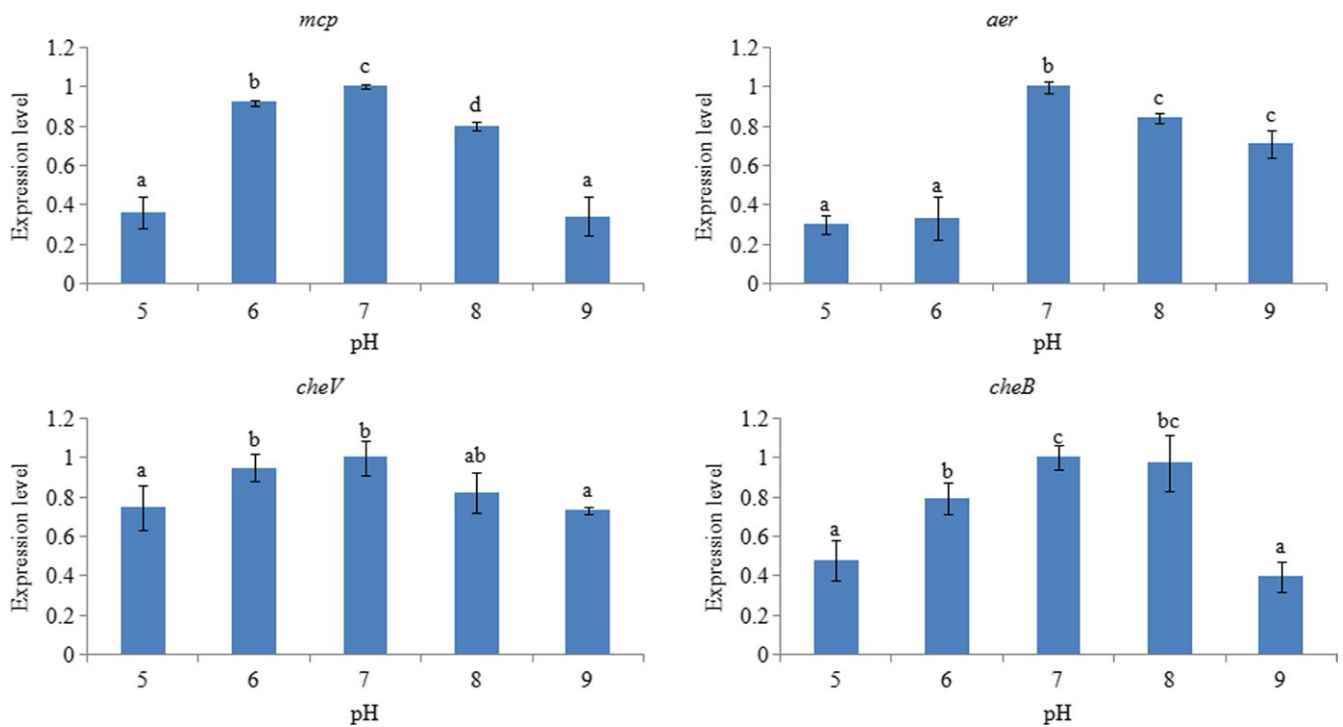 mcp
Expression level
1.2
1
0.8
0.6
0.4
0.2
0
a
b
c
d
a
5 6 7 8 9
pH
aer
Expression level
1.2
1
0.8
0.6
0.4
0.2
0
a
a
b
c
c
5 6 7 8 9
pH
cheV
Expression level
1.2
1
0.8
0.6
0.4
0.2
0
a
b
b
ab
a
5 6 7 8 9
pH
cheB
Expression level
1.2
1
0.8
0.6
0.4
0.2
0
a
b
c
bc
a
5 6 7 8 9
pH